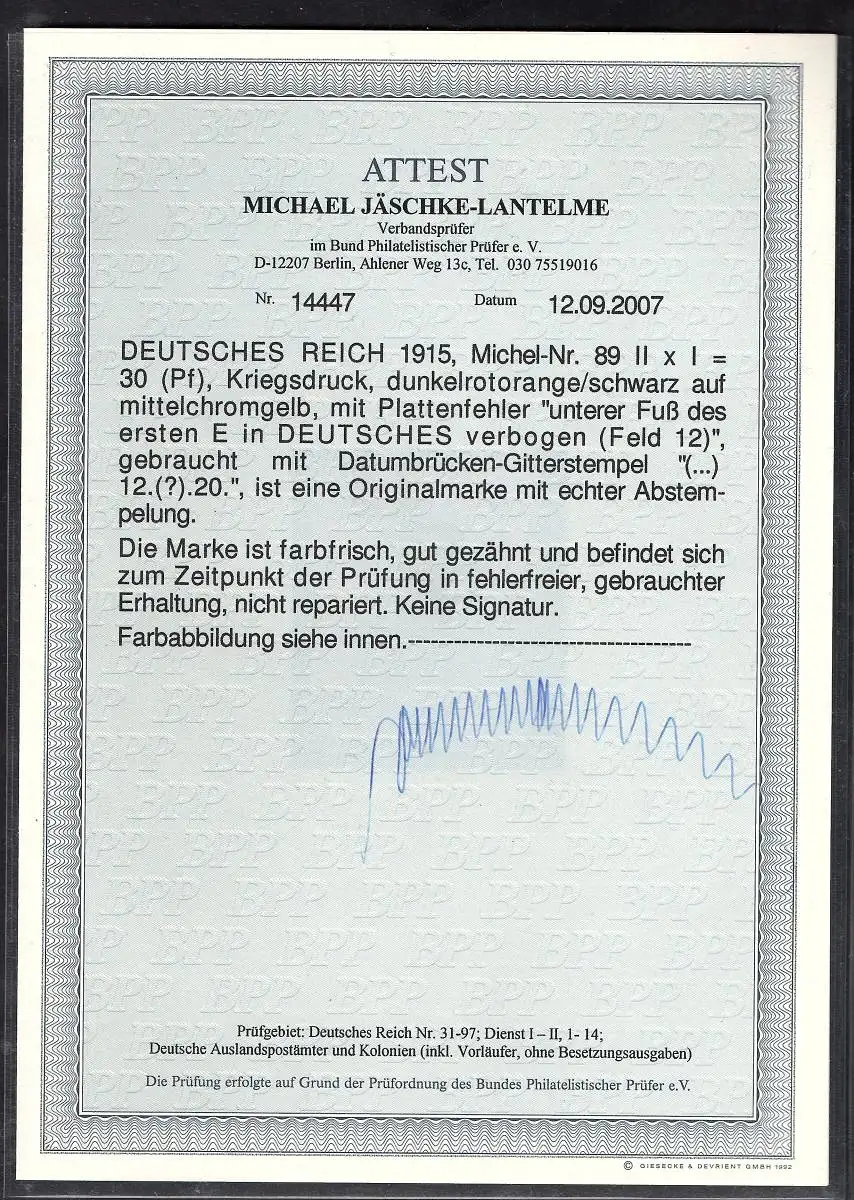 ATTEST
MICHAEL JÄSCHKE-LANTELME
Verbandsprüfer
im Bund Philatelistischer Prüfer e. V.
D-12207 Berlin, Ahlener Weg 13c, Tel. 030 75519016
Nr. 14447 Datum 12.09.2007
DEUTSCHES REICH 1915, Michel-Nr. 89 II x I =
30 (Pf), Kriegsdruck, dunkelrotorange/schwarz auf
mittelchromgelb, mit Plattenfehler "unterer Fuß des
ersten E in DEUTSCHES verbogen (Feld 12)",
gebraucht mit Datumbrücken-Gitterstempel "(...)
12.(?).20.", ist eine Originalmarke mit echter Abstem-
pelung.
Die Marke ist farbfrisch, gut gezähnt und befindet sich
zum Zeitpunkt der Prüfung in fehlerfreier, gebrauchter
Erhaltung, nicht repariert. Keine Signatur.
Farbabbildung siehe innen.-------------------------------------
Prüfgebiet: Deutsches Reich Nr. 31-97; Dienst I – II, 1- 14;
Deutsche Auslandspostämter und Kolonien (inkl. Vorläufer, ohne Besetzungsausgaben)
Die Prüfung erfolgte auf Grund der Prüfordnung des Bundes Philatelistischer Prüfer e.V.
© GIESECKE & DEVRIENT GMBH 1992